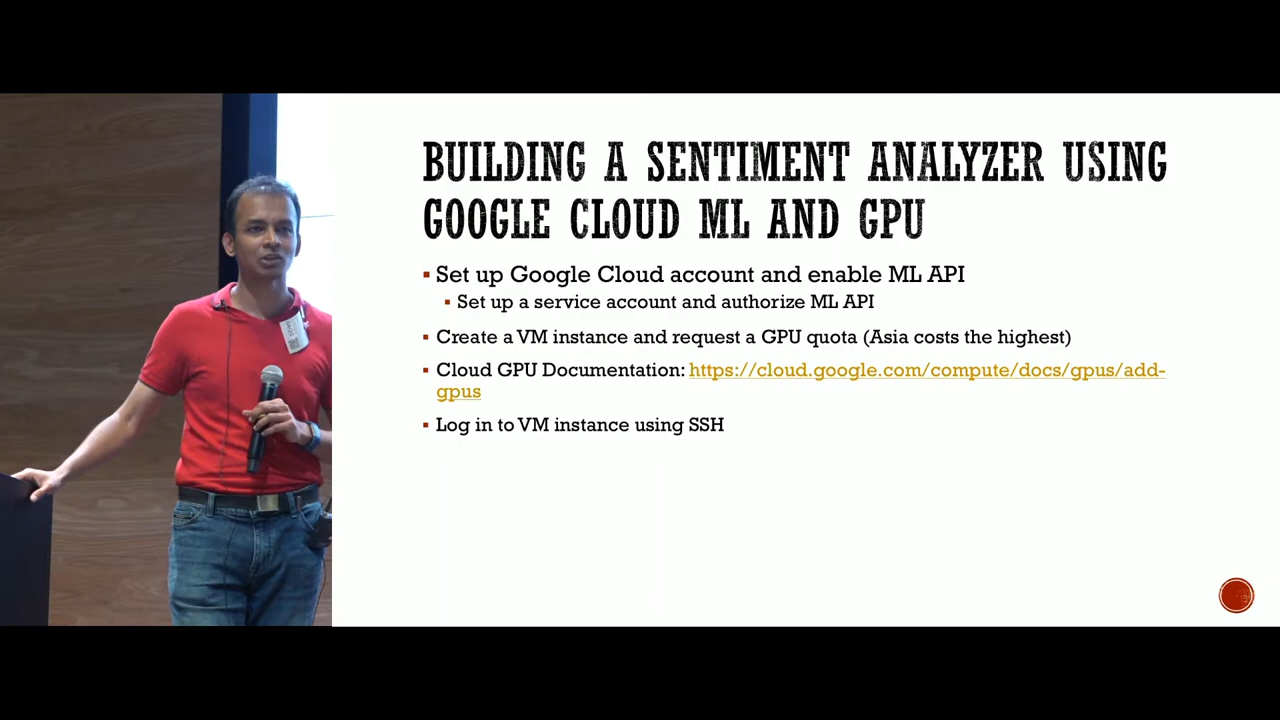 BUILDING A SENTIMENT ANALYZER USING
GOOGLE CLOUD ML AND GPU
▪ Set up Google Cloud account and enable ML API
▪ Set up a service account and authorize ML API
▪ Create a VM instance and request a GPU quota (Asia costs the highest)
▪ Cloud GPU Documentation: https://cloud.google.com/compute/docs/gpus/add-
gpus
▪ Log in to VM instance using SSH